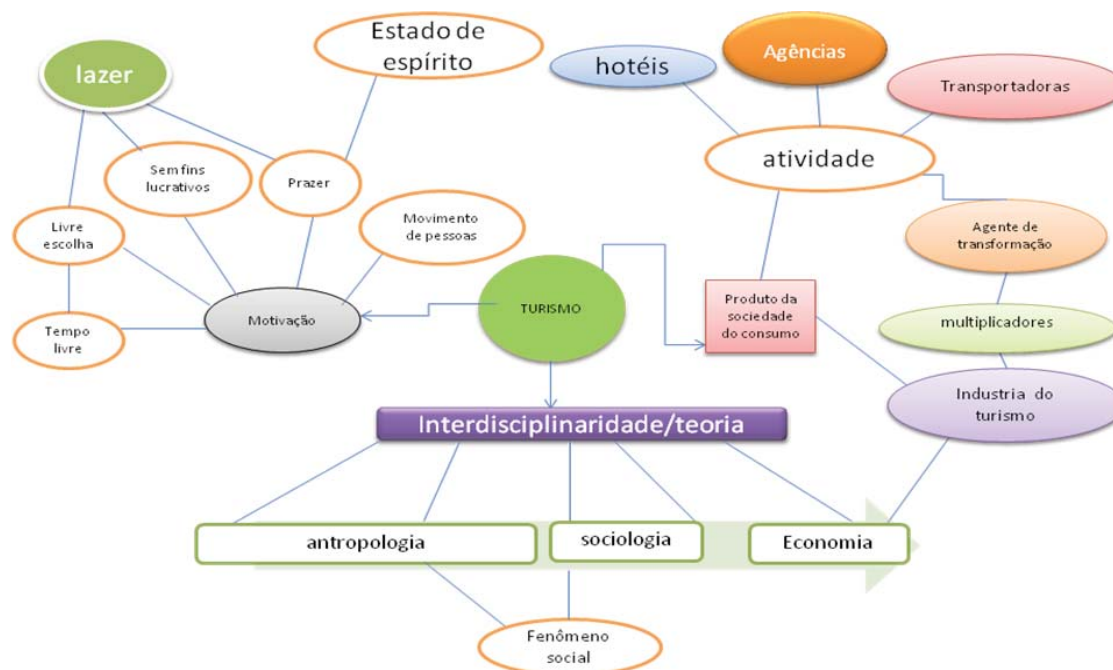 lazer
Estado de
espírito
hotéis
Agências
Transportadoras
Sem fins
lucrativos
Prazer
atividade
Livre
escolha
Movimento
de pessoas
Agente de
transformação
Tempo
livre
Motivação
TURISMO
Produto da
sociedade
do consumo
multiplicadores
Industria do
turismo
Interdisciplinaridade/teoria
antropologia
sociologia
Economia
Fenômeno
social